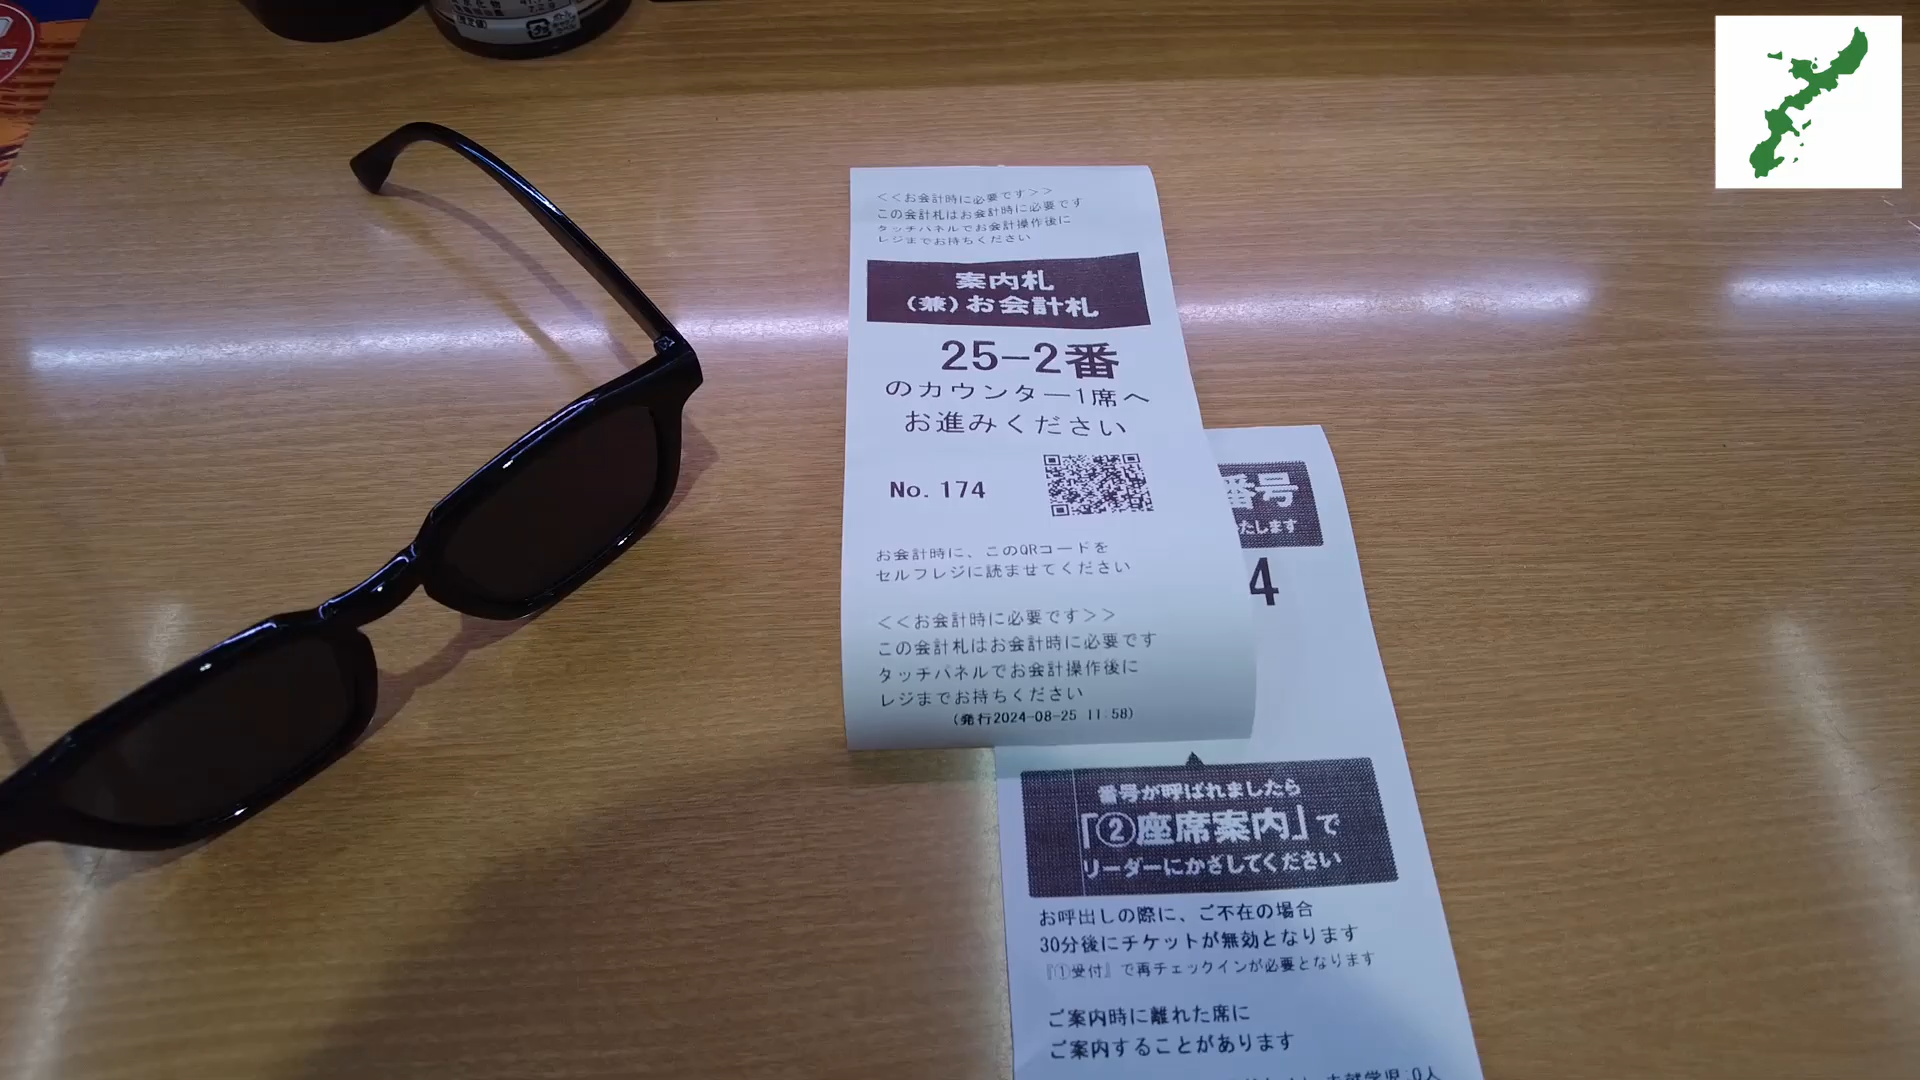 7.2.9
<<お会計時に必要です>>
この会計札はお会計時に必要です
タッチパネルでお会計操作後に
レジまでお持ちください
案内札
(兼)お会計札
25-2番
のカウンター1席へ
お進みください
No.174
お会計時に、このQRコードを
セルフレジに読ませてください
<<お会計時に必要です>>
この会計札はお会計時に必要です
タッチパネルでお会計操作後に
レジまでお持ちください
(発行2024-08-25 11:58)
番号
たします
4
番号が呼ばれましたら
「②座席案内」で
リーダーにかざしてください
お呼出しの際に、ご不在の場合
30分後にチケットが無効となります
『①受付』で再チェックインが必要となります
ご案内時に離れた席に
ご案内することがあります
未就学児:0人